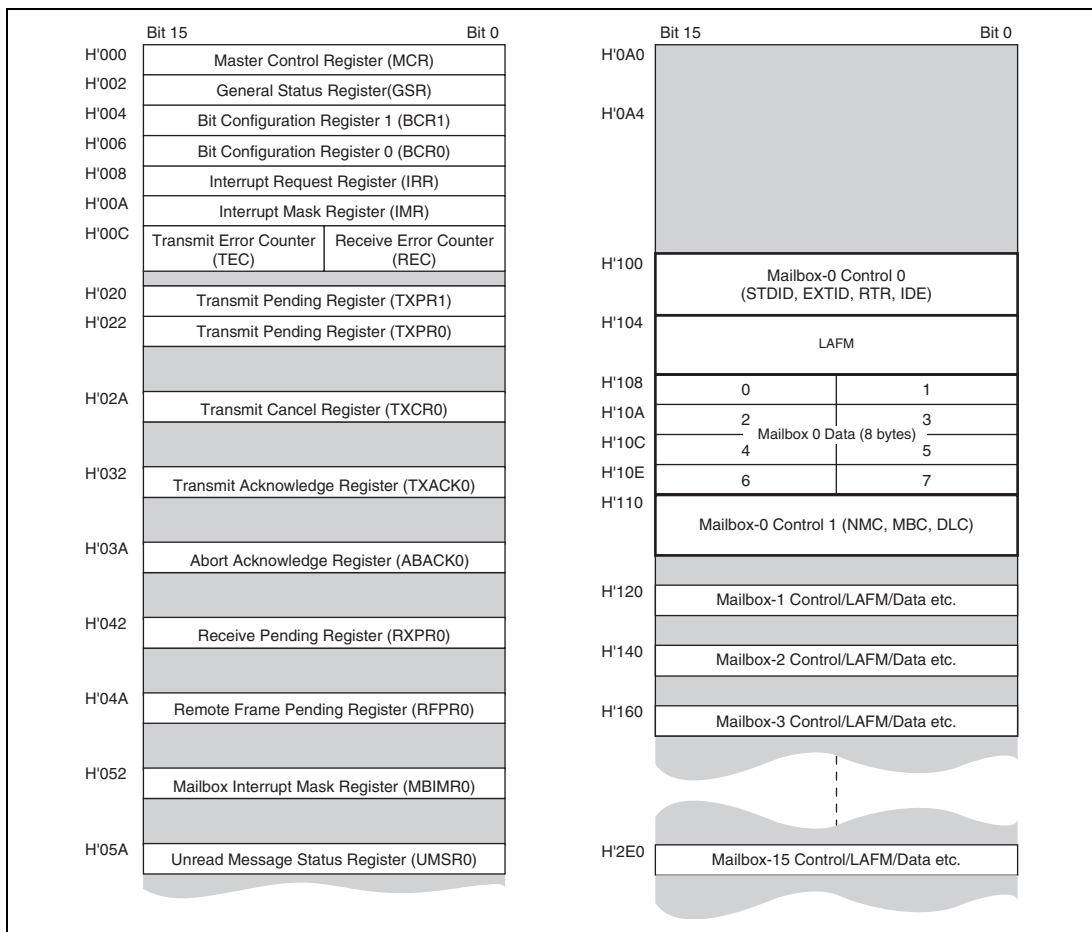 Bit 15 Bit 0
H'000 Master Control Register (MCR)
H'002 General Status Register(GSR)
H'004 Bit Configuration Register 1 (BCR1)
H'006 Bit Configuration Register 0 (BCR0)
H'008 Interrupt Request Register (IRR)
H'00A Interrupt Mask Register (IMR)
H'00C Transmit Error Counter Receive Error Counter
(TEC) (REC)
H'020 Transmit Pending Register (TXPR1)
H'022 Transmit Pending Register (TXPR0)
H'02A Transmit Cancel Register (TXCR0)
H'032 Transmit Acknowledge Register (TXACK0)
H'03A Abort Acknowledge Register (ABACK0)
H'042 Receive Pending Register (RXPR0)
H'04A Remote Frame Pending Register (RFPR0)
H'052 Mailbox Interrupt Mask Register (MBIMR0)
H'05A Unread Message Status Register (UMSR0)
Bit 15 Bit 0
H'0A0
H'0A4
H'100 Mailbox-0 Control 0
(STDID, EXTID, RTR, IDE)
H'104 LAFM
H'108 0 1
H'10A 2 3
Mailbox 0 Data (8 bytes)
H'10C 4 5
H'10E 6 7
H'110 Mailbox-0 Control 1 (NMC, MBC, DLC)
H'120 Mailbox-1 Control/LAFM/Data etc.
H'140 Mailbox-2 Control/LAFM/Data etc.
H'160 Mailbox-3 Control/LAFM/Data etc.
H'2E0 Mailbox-15 Control/LAFM/Data etc.